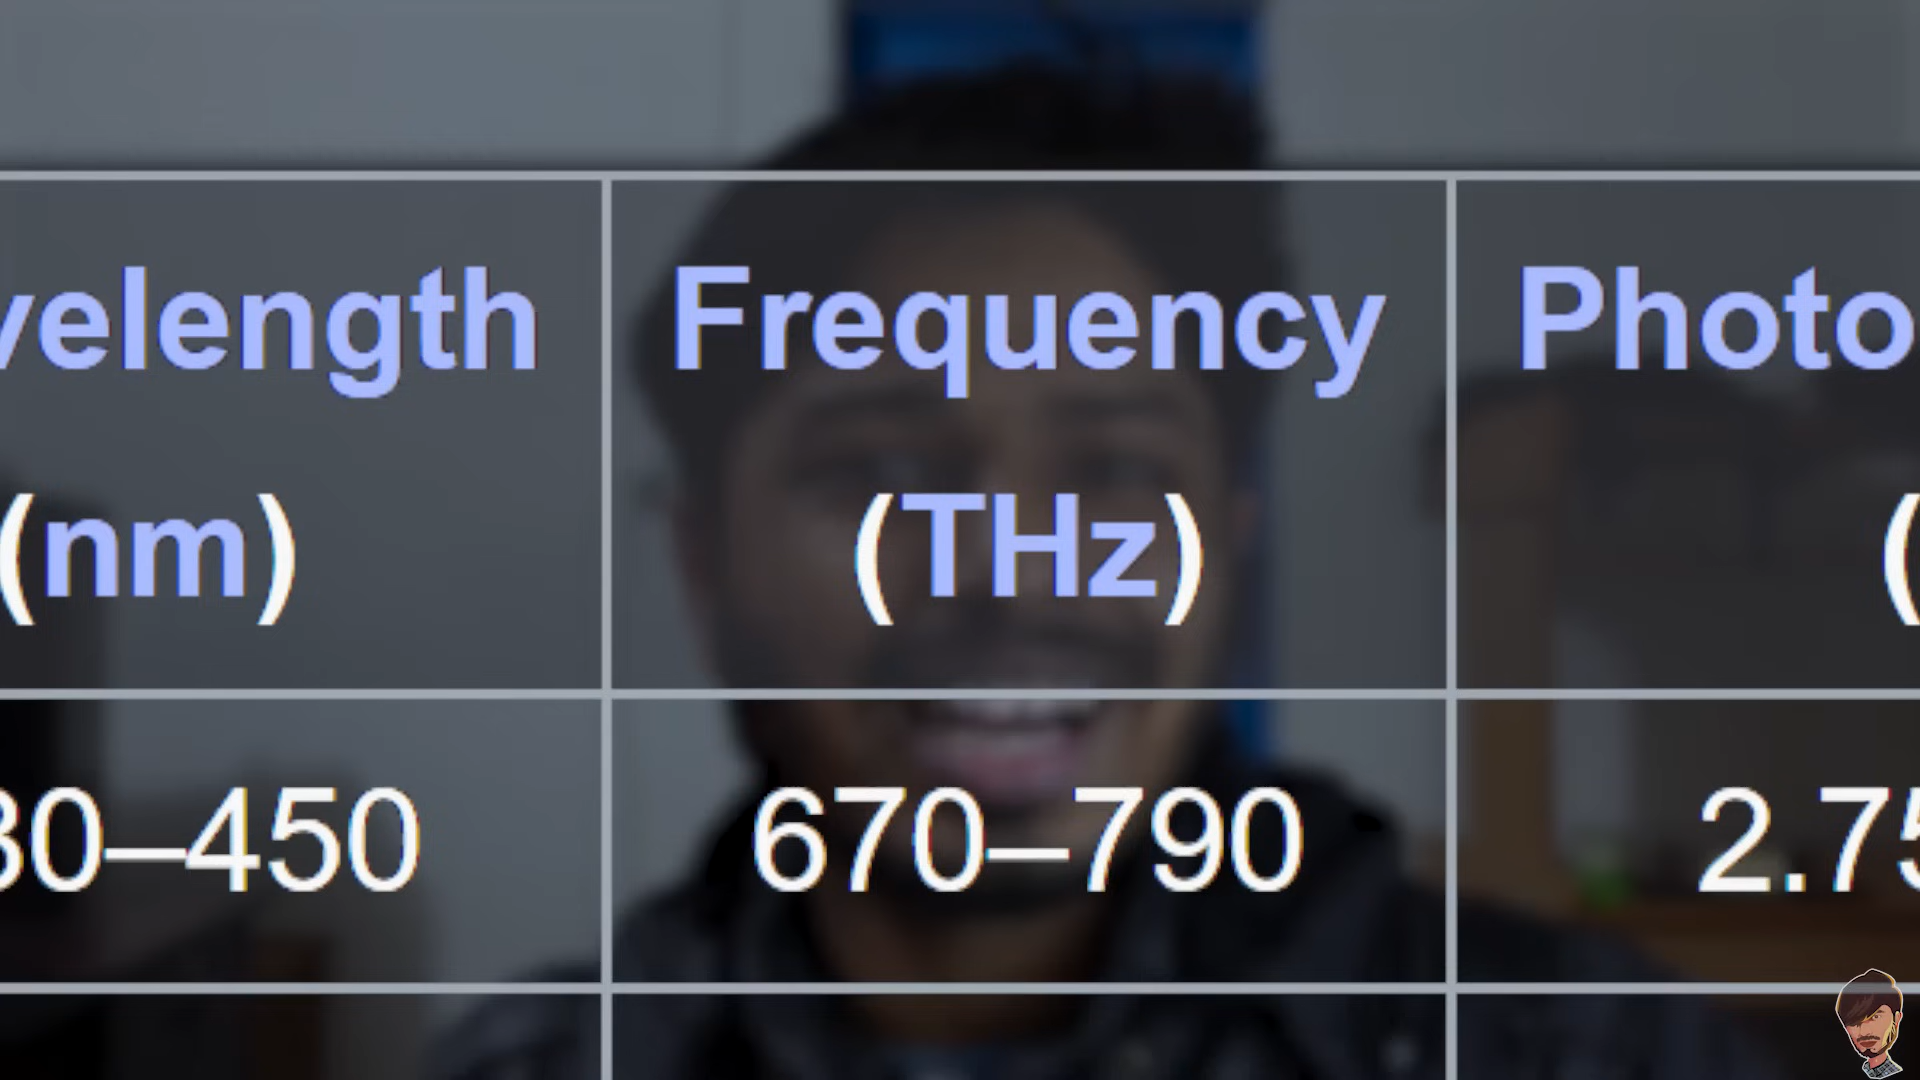 velength Frequency Photo
(nm) (THz) (
30–450 670–790 2.75